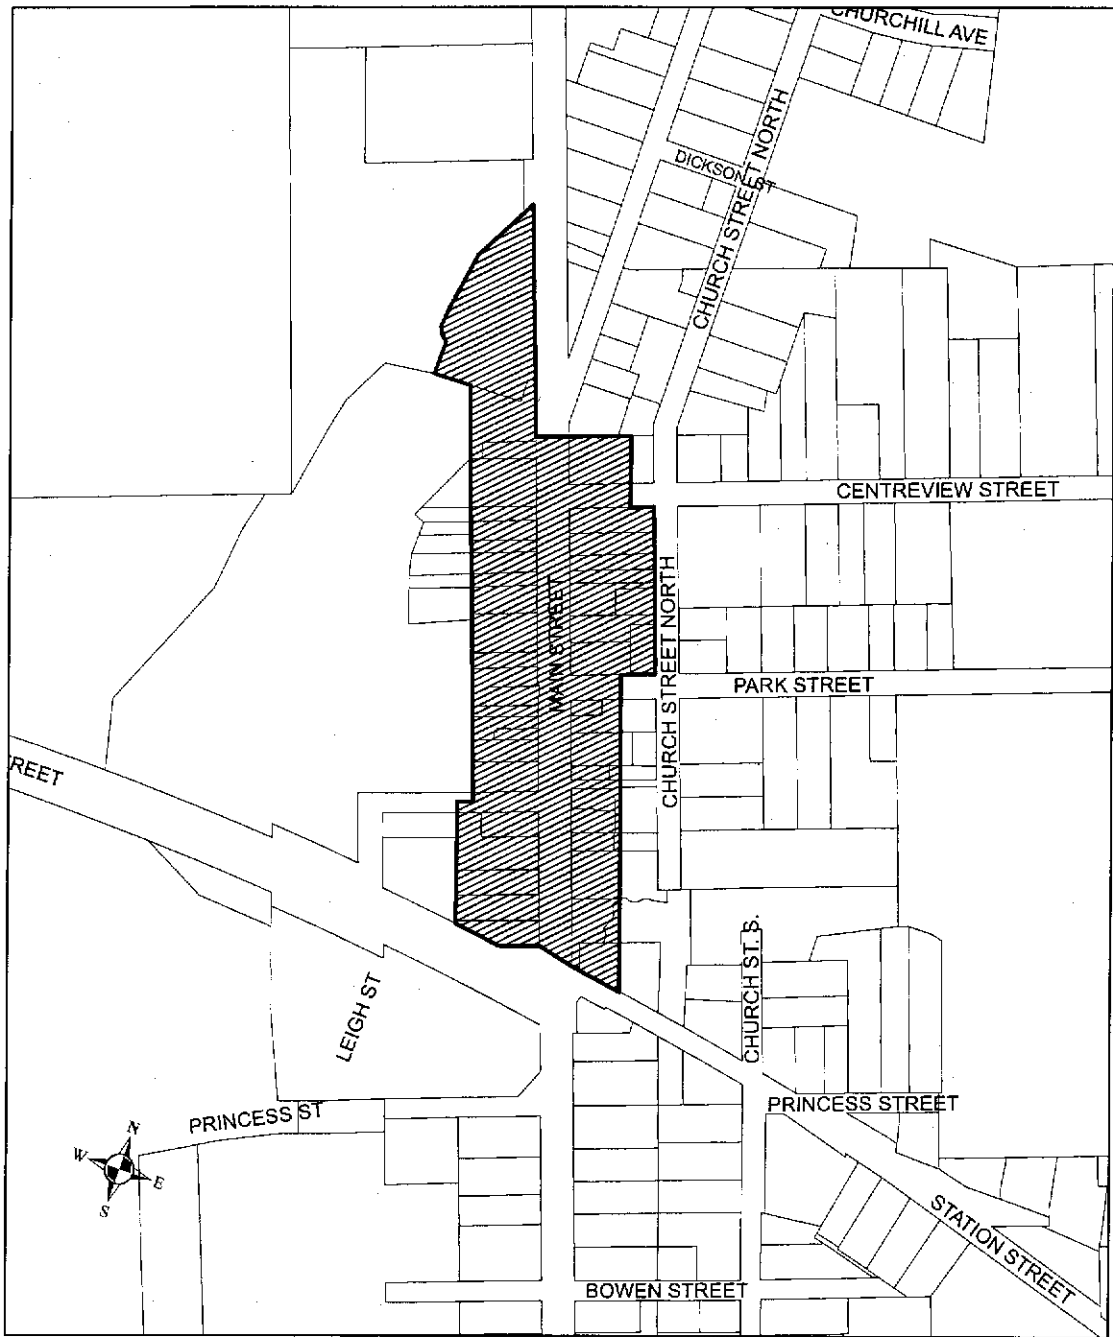 CHURCHILL AVE
CHURCH STREET NORTH
DICKSON ST
CENTREVIEW STREET
MAIN STREET
CHURCH STREET NORTH
PARK STREET
REET
CHURCH ST. S.
LEIGH ST
PRINCESS STREET
PRINCESS ST
N
W
E
S
STATION STREET
BOWEN STREET